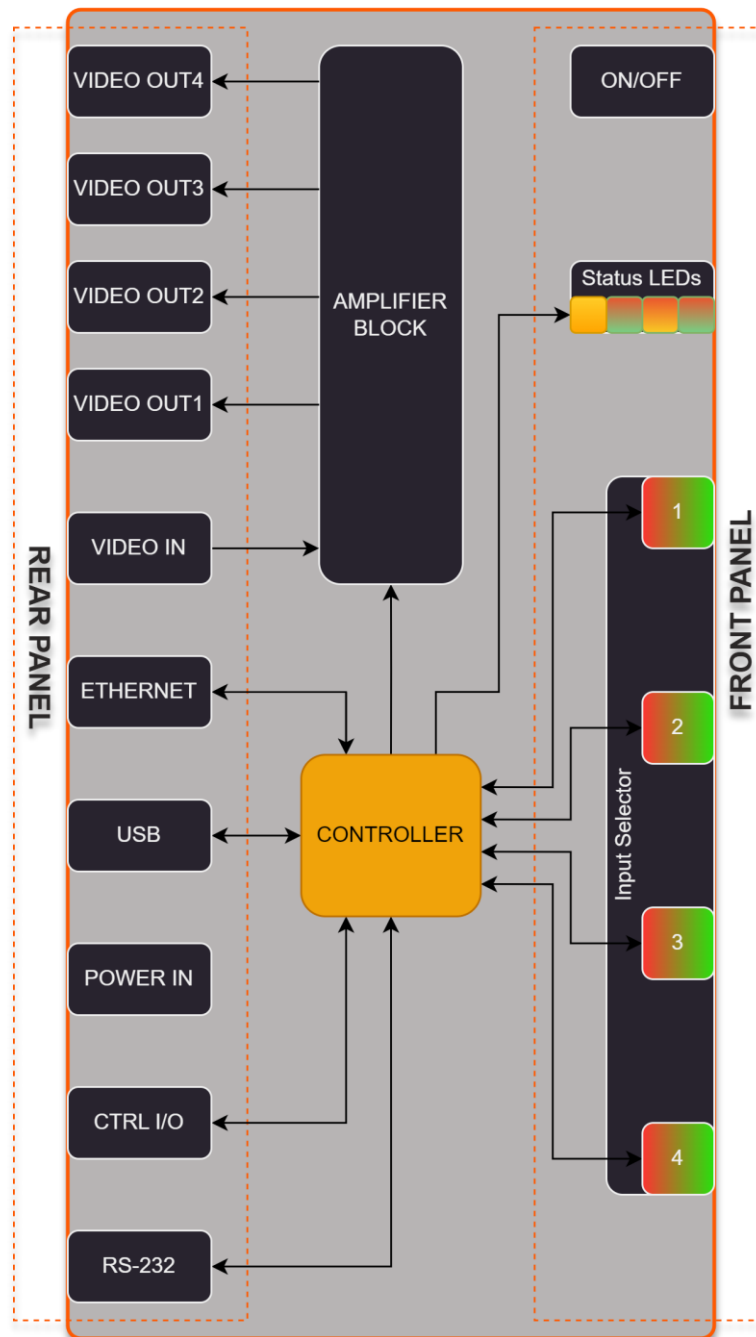 VIDEO OUT4
VIDEO OUT3
VIDEO OUT2
VIDEO OUT1
VIDEO IN
ETHERNET
USB
POWER IN
CTRL I/O
RS-232
REAR PANEL
AMPLIFIER
BLOCK
CONTROLLER
ON/OFF
Status LEDs
Input Selector
1
2
3
4
FRONT PANEL